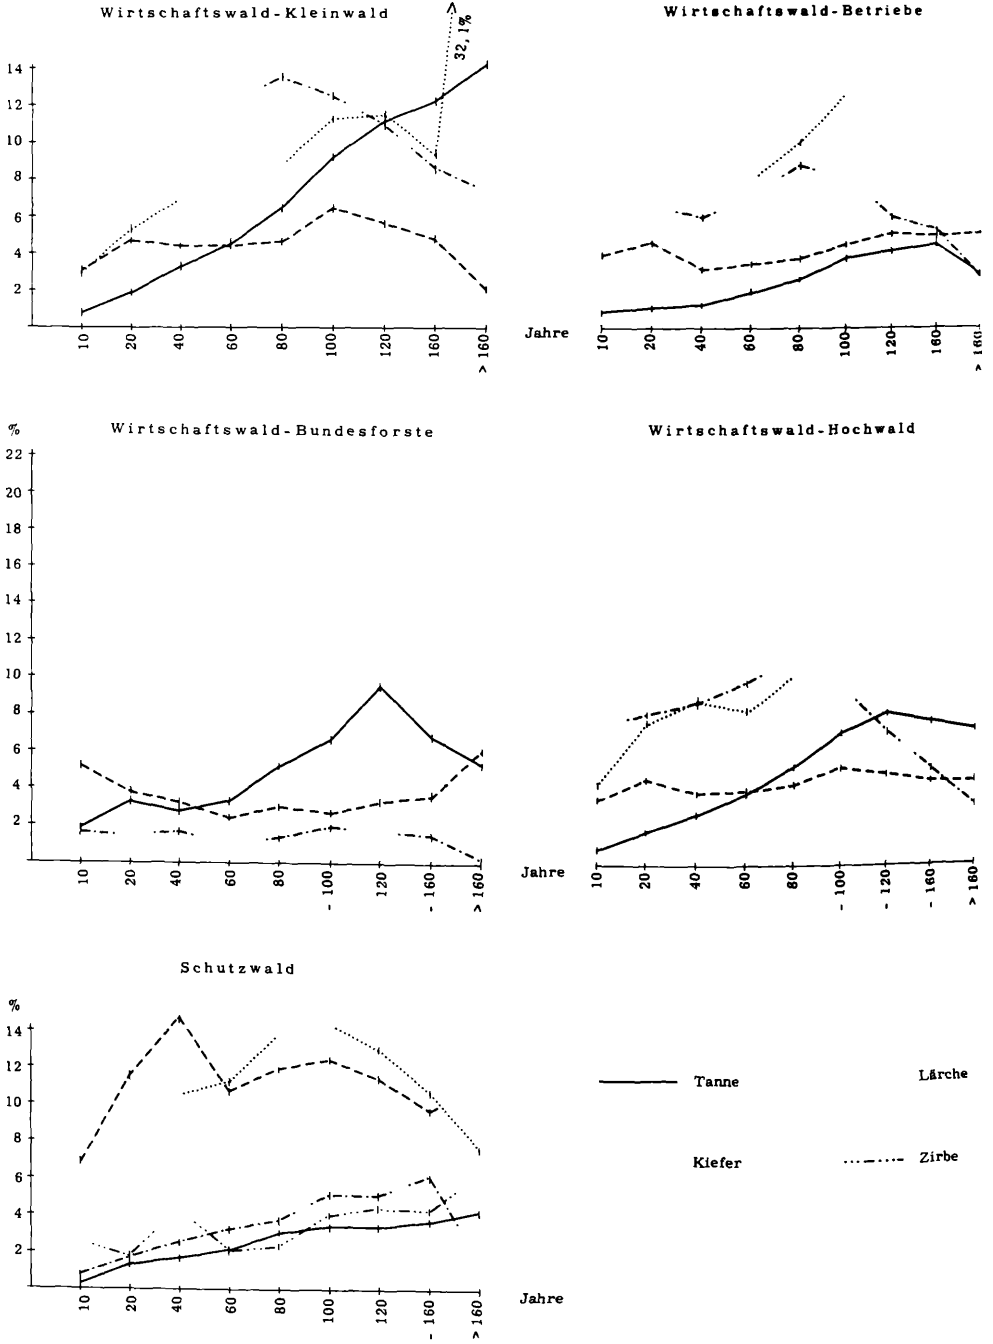 Wirtschaftswald-Kleinwald
32,1%
14
12
10
8
6
4
2
10 20 40 60 80 100 120 160 > 160
Wirtschaftswald-Betriebe
Jahre
10 20 40 60 80 100 120 160 > 160
Wirtschaftswald-Bundesforste
%
22
20
18
16
14
12
10
8
6
4
2
10 20 40 60 80 - 100 120 - 160 > 160
Wirtschaftswald-Hochwald
Jahre
10 20 40 60 80 - 100 - 120 - 160 > 160
Schutzwald
%
14
12
10
8
6
4
2
10 20 40 60 80 100 120 - 160 > 160
Jahre
Tanne
Lärche
Kiefer
Zirbe